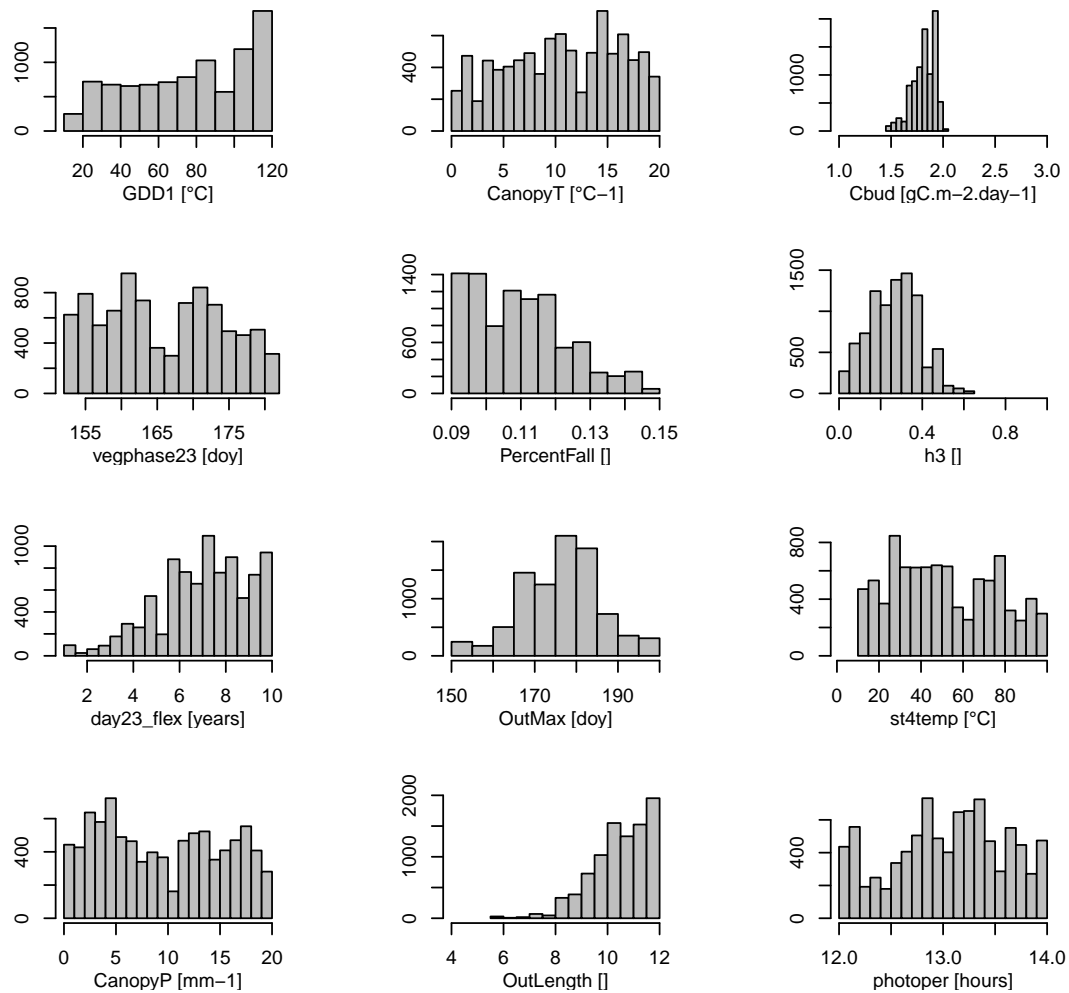 0 1000
20 40 60 80 120
GDD1 [°C]
0 400
0 5 10 15 20
CanopyT [°C−1]
0 1000
1.0 1.5 2.0 2.5 3.0
Cbud [gC.m−2.day−1]
0 400 800
155 165 175
vegphase23 [doy]
0 600 1400
0.09 0.11 0.13 0.15
PercentFall []
0 500 1500
0.0 0.4 0.8
h3 []
0 400 1000
2 4 6 8 10
day23_flex [years]
0 1000
150 170 190
OutMax [doy]
0 400 800
0 20 40 60 80
st4temp [°C]
0 400
0 5 10 15 20
CanopyP [mm−1]
0 1000 2000
4 6 8 10 12
OutLength []
0 400
12.0 13.0 14.0
photoper [hours]